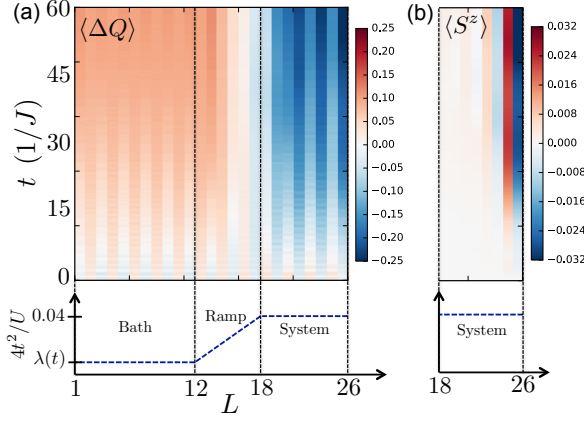 (a)
⟨ΔQ⟩
t (1/J)
60
45
30
15
0
0.25
0.20
0.15
0.10
0.05
0.00
−0.05
−0.10
−0.15
−0.20
−0.25
4t²/U
0.04
λ(t)
Bath
Ramp
System
1
12
18
26
L
(b)
⟨Sᶻ⟩
0.032
0.024
0.016
0.008
0.000
−0.008
−0.016
−0.024
−0.032
System
18
26